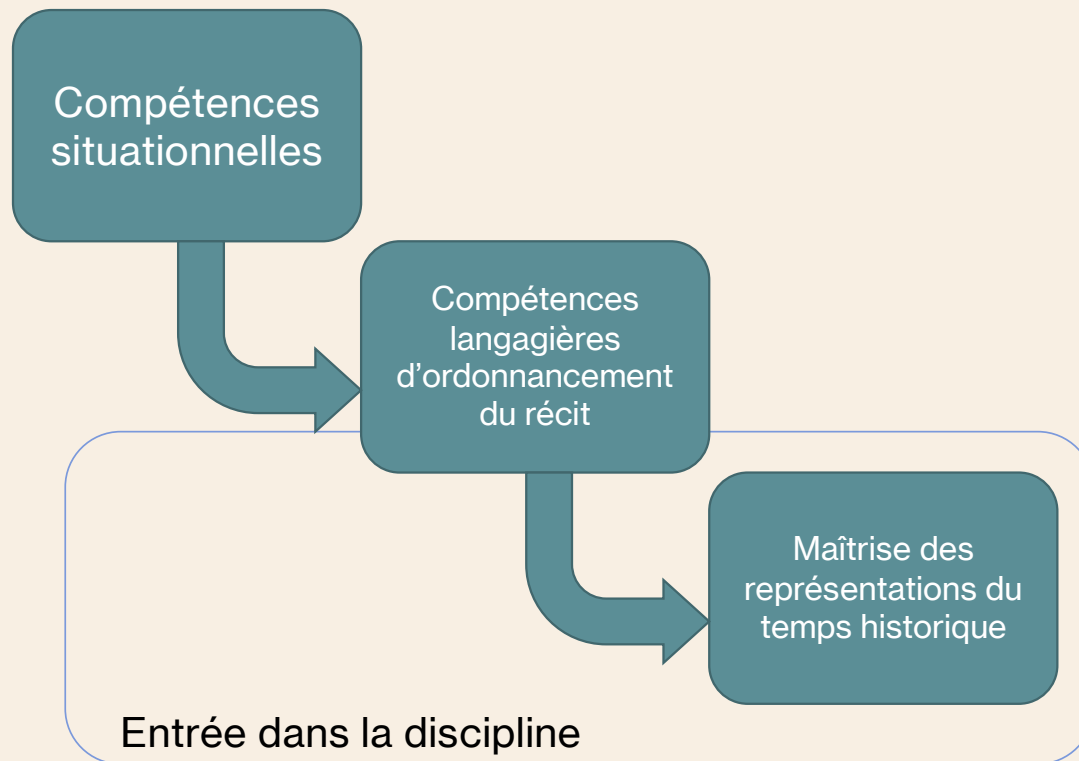 Compétences
situationnelles
Compétences
langagières
d’ordonnancement
du récit
Maîtrise des
représentations du
temps historique
Entrée dans la discipline